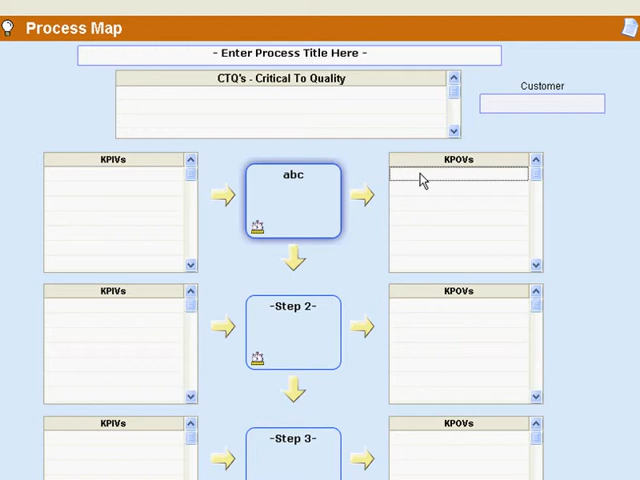 Process Map
- Enter Process Title Here -
CTQ's - Critical To Quality
Customer
KPIVs
abc
KPOVs
KPIVs
-Step 2-
KPOVs
KPIVs
-Step 3-
KPOVs